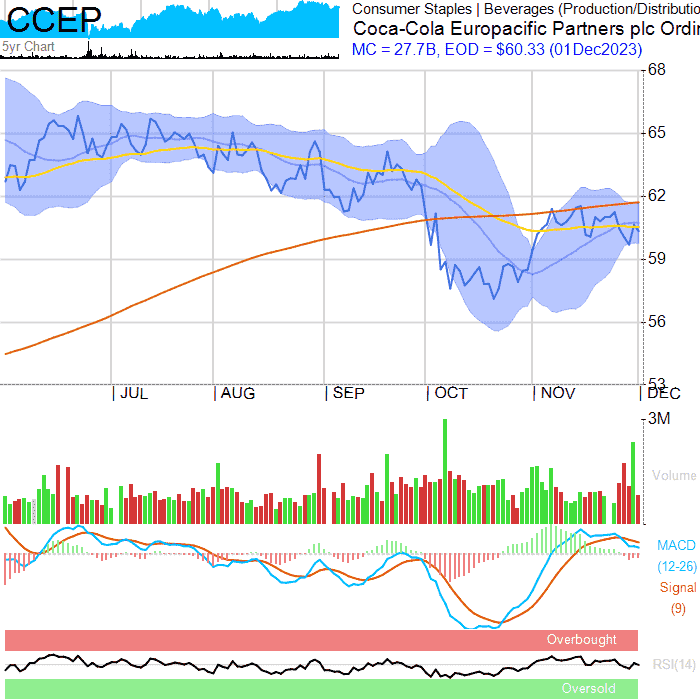 CCEP
5yr Chart
Consumer Staples | Beverages (Production/Distributio
Coca-Cola Europacific Partners plc Ordin
MC = 27.7B, EOD = $60.33 (01Dec2023)
68
65
62
59
56
53
JUL AUG SEP OCT NOV DEC
3M
Volume
MACD
(12-26)
Signal
(9)
Overbought
RSI(14)
Oversold